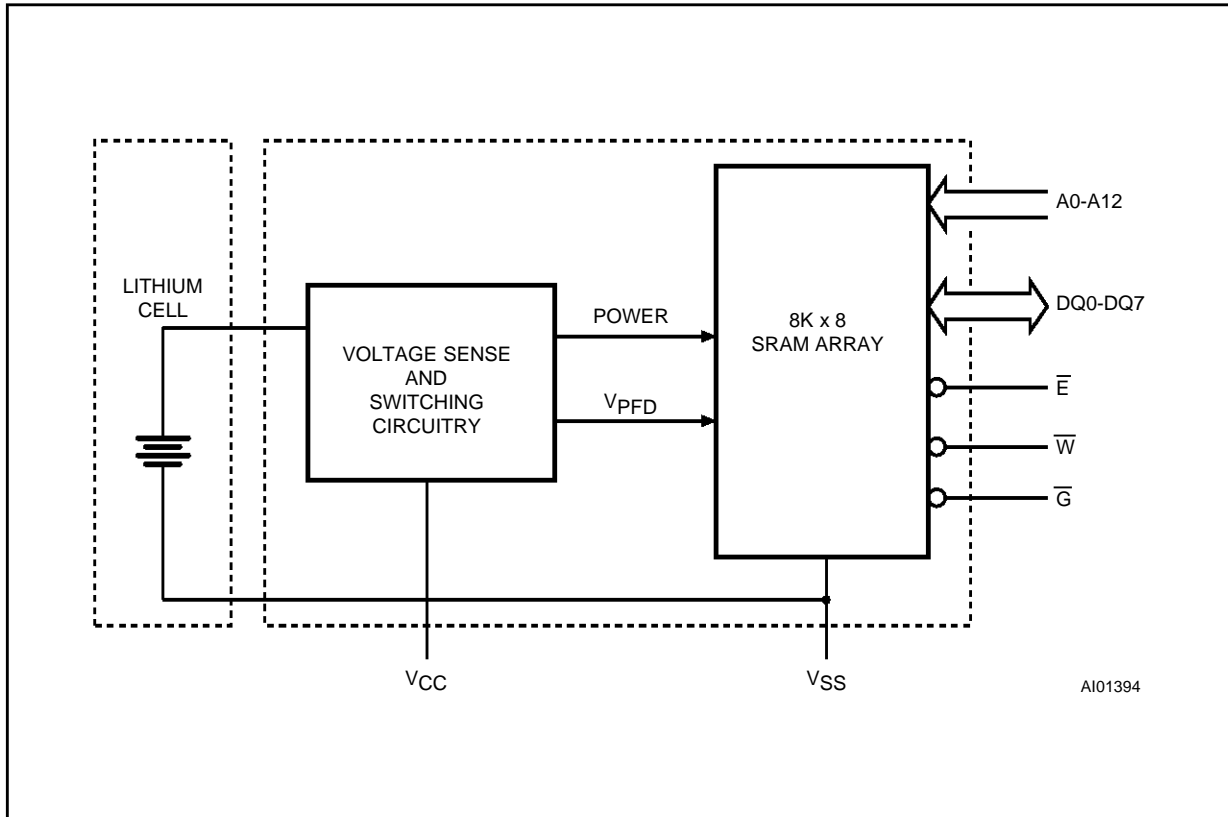 LITHIUM
CELL
VOLTAGE SENSE
AND
SWITCHING
CIRCUITRY
POWER
VPFD
8K x 8
SRAM ARRAY
A0-A12
DQ0-DQ7
E̅
W̅
G̅
VCC
VSS
AI01394